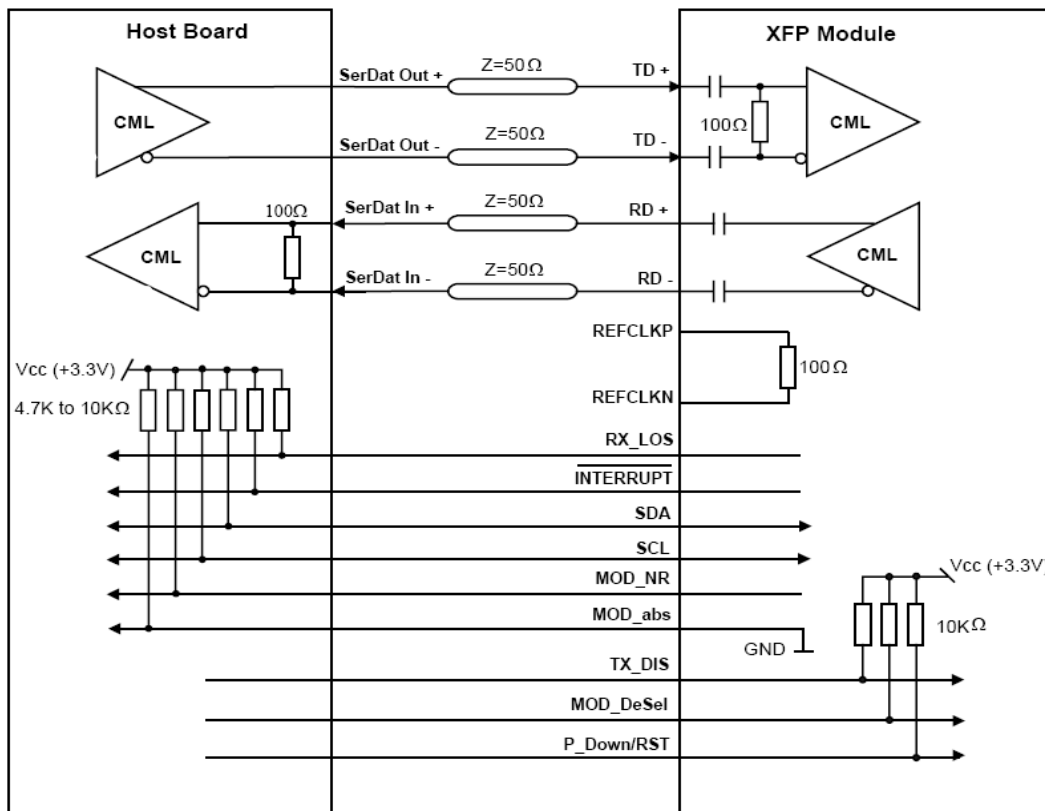 Host Board
XFP Module
SerDat Out +
Z=50Ω
TD +
CML
100Ω
CML
SerDat Out -
Z=50Ω
TD -
100Ω
SerDat In +
Z=50Ω
RD +
CML
CML
SerDat In -
Z=50Ω
RD -
REFCLKP
Vcc (+3.3V)
100Ω
4.7K to 10KΩ
REFCLKN
RX_LOS
INTERRUPT
SDA
SCL
Vcc (+3.3V)
MOD_NR
MOD_abs
10KΩ
GND
TX_DIS
MOD_DeSel
P_Down/RST